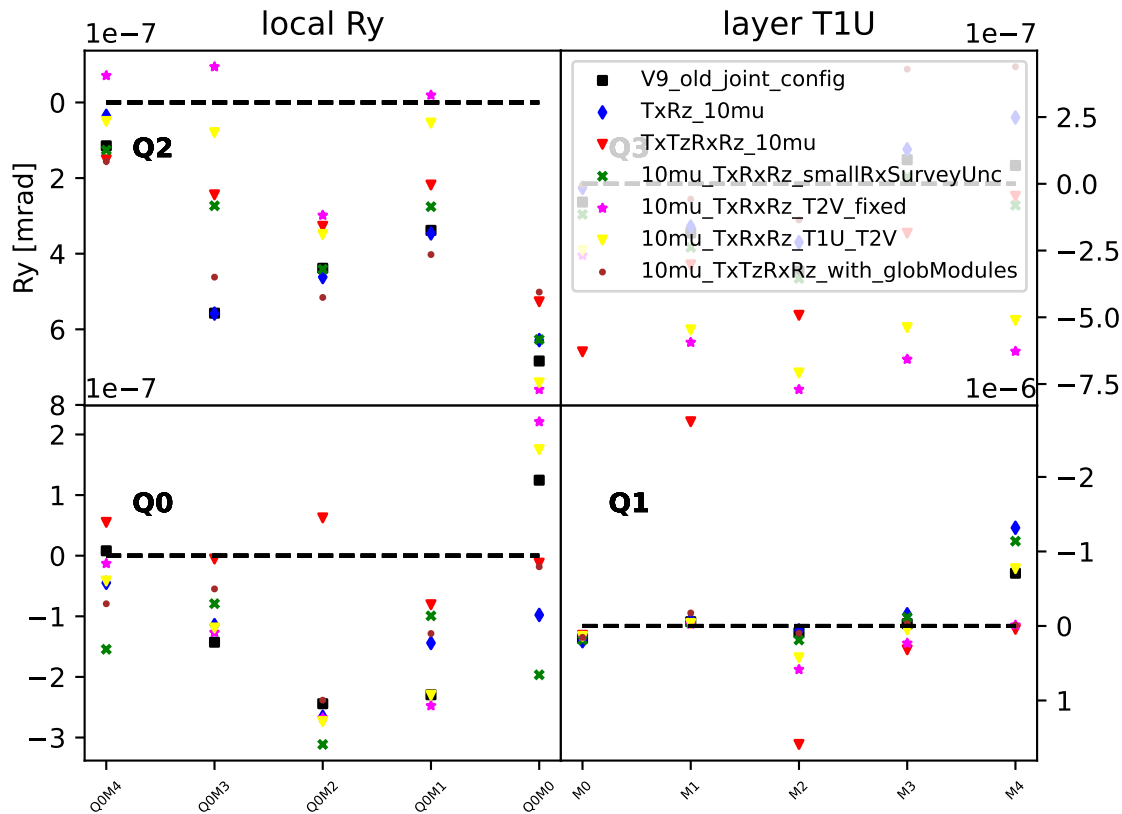 local Ry
layer T1U
1e−7
1e−7
Ry [mrad]
0
2
4
6
8
Q2
V9_old_joint_config
TxRz_10mu
TxTzRxRz_10mu
10mu_TxRxRz_smallRxSurveyUnc
10mu_TxRxRz_T2V_fixed
10mu_TxRxRz_T1U_T2V
10mu_TxTzRxRz_with_globModules
Q3
2.5
0.0
−2.5
−5.0
−7.5
1e−7
1e−6
2
1
0
−1
−2
−3
Q0
Q1
−2
−1
0
1
Q0M4
Q0M3
Q0M2
Q0M1
Q0M0
M0
M1
M2
M3
M4